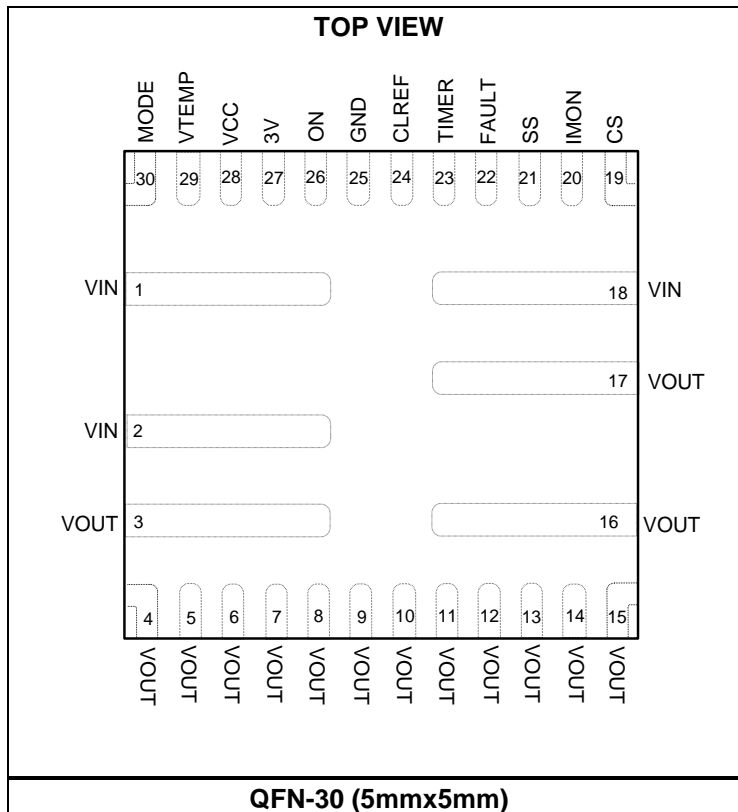 TOP VIEW
MODE VTEMP VCC 3V ON GND CLREF TIMER FAULT SS IMON CS
30 29 28 27 26 25 24 23 22 21 20 19
VIN 1 18 VIN
17 VOUT
VIN 2
VOUT 3 16 VOUT
4 5 6 7 8 9 10 11 12 13 14 15
VOUT VOUT VOUT VOUT VOUT VOUT VOUT VOUT VOUT VOUT VOUT VOUT
QFN-30 (5mmx5mm)